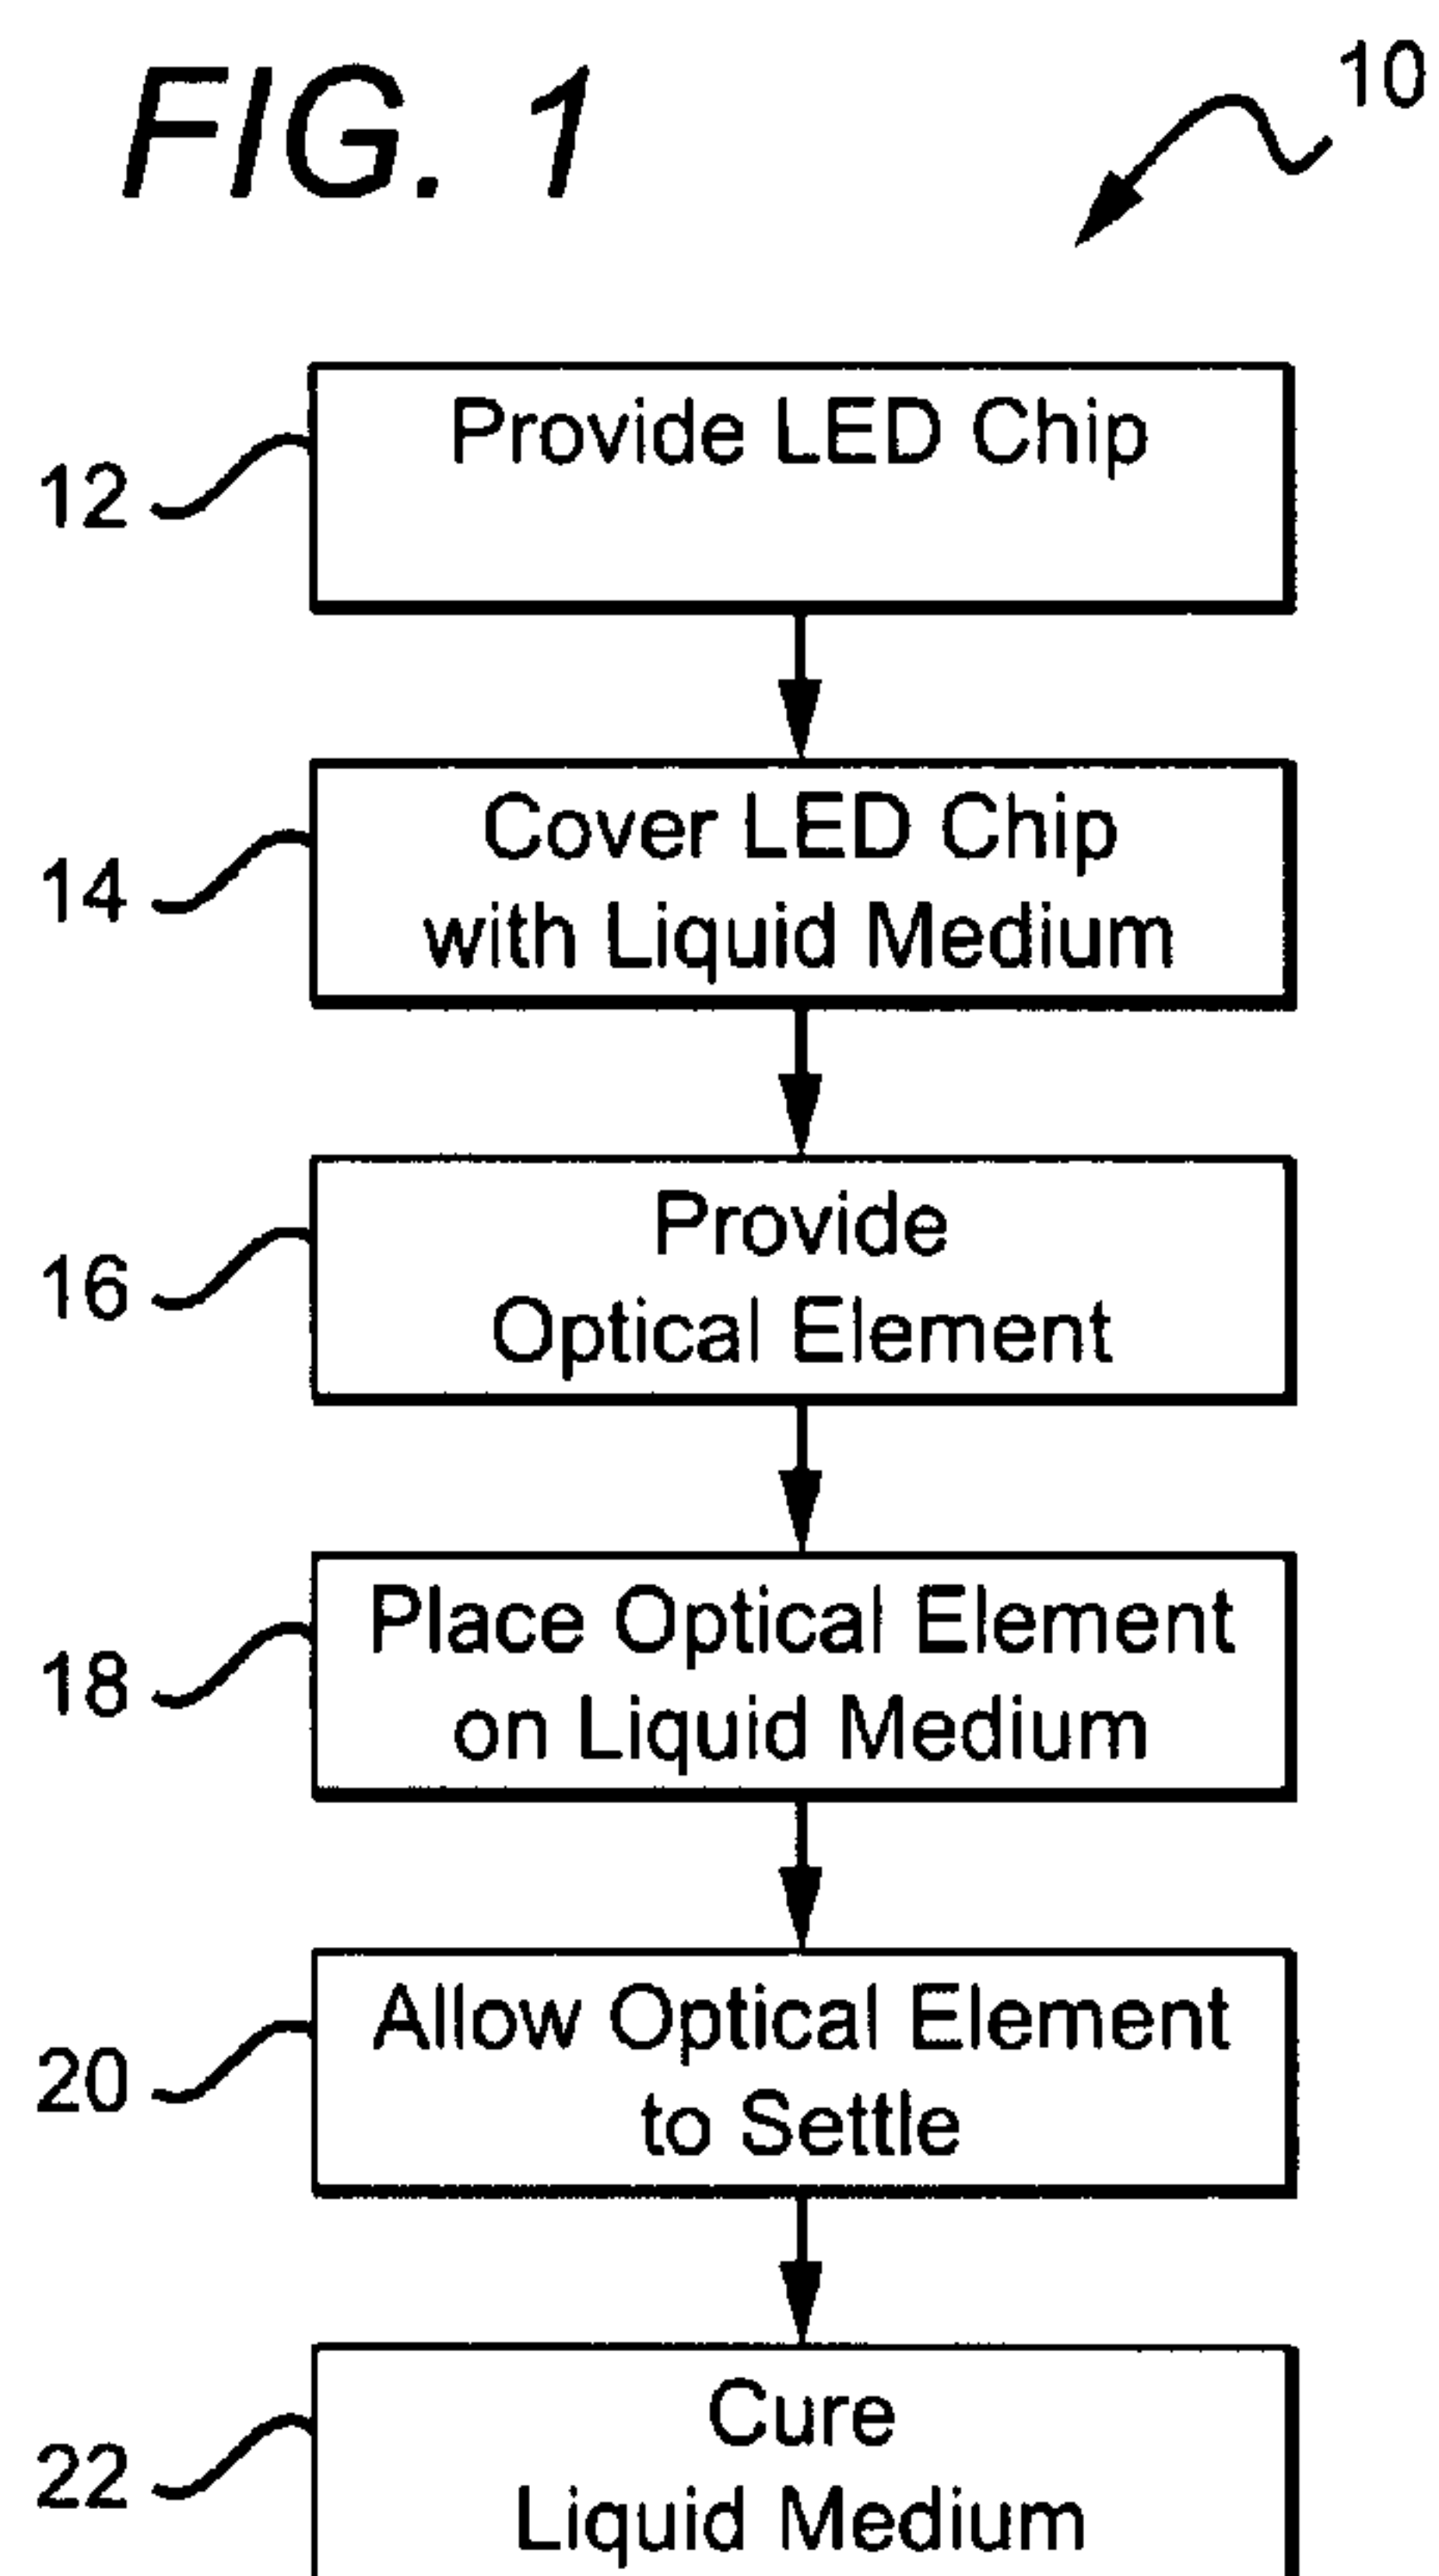 FIG. 1
10
Provide LED Chip
12
Cover LED Chip
with Liquid Medium
14
Provide
Optical Element
16
Place Optical Element
on Liquid Medium
18
Allow Optical Element
to Settle
20
Cure
Liquid Medium
22